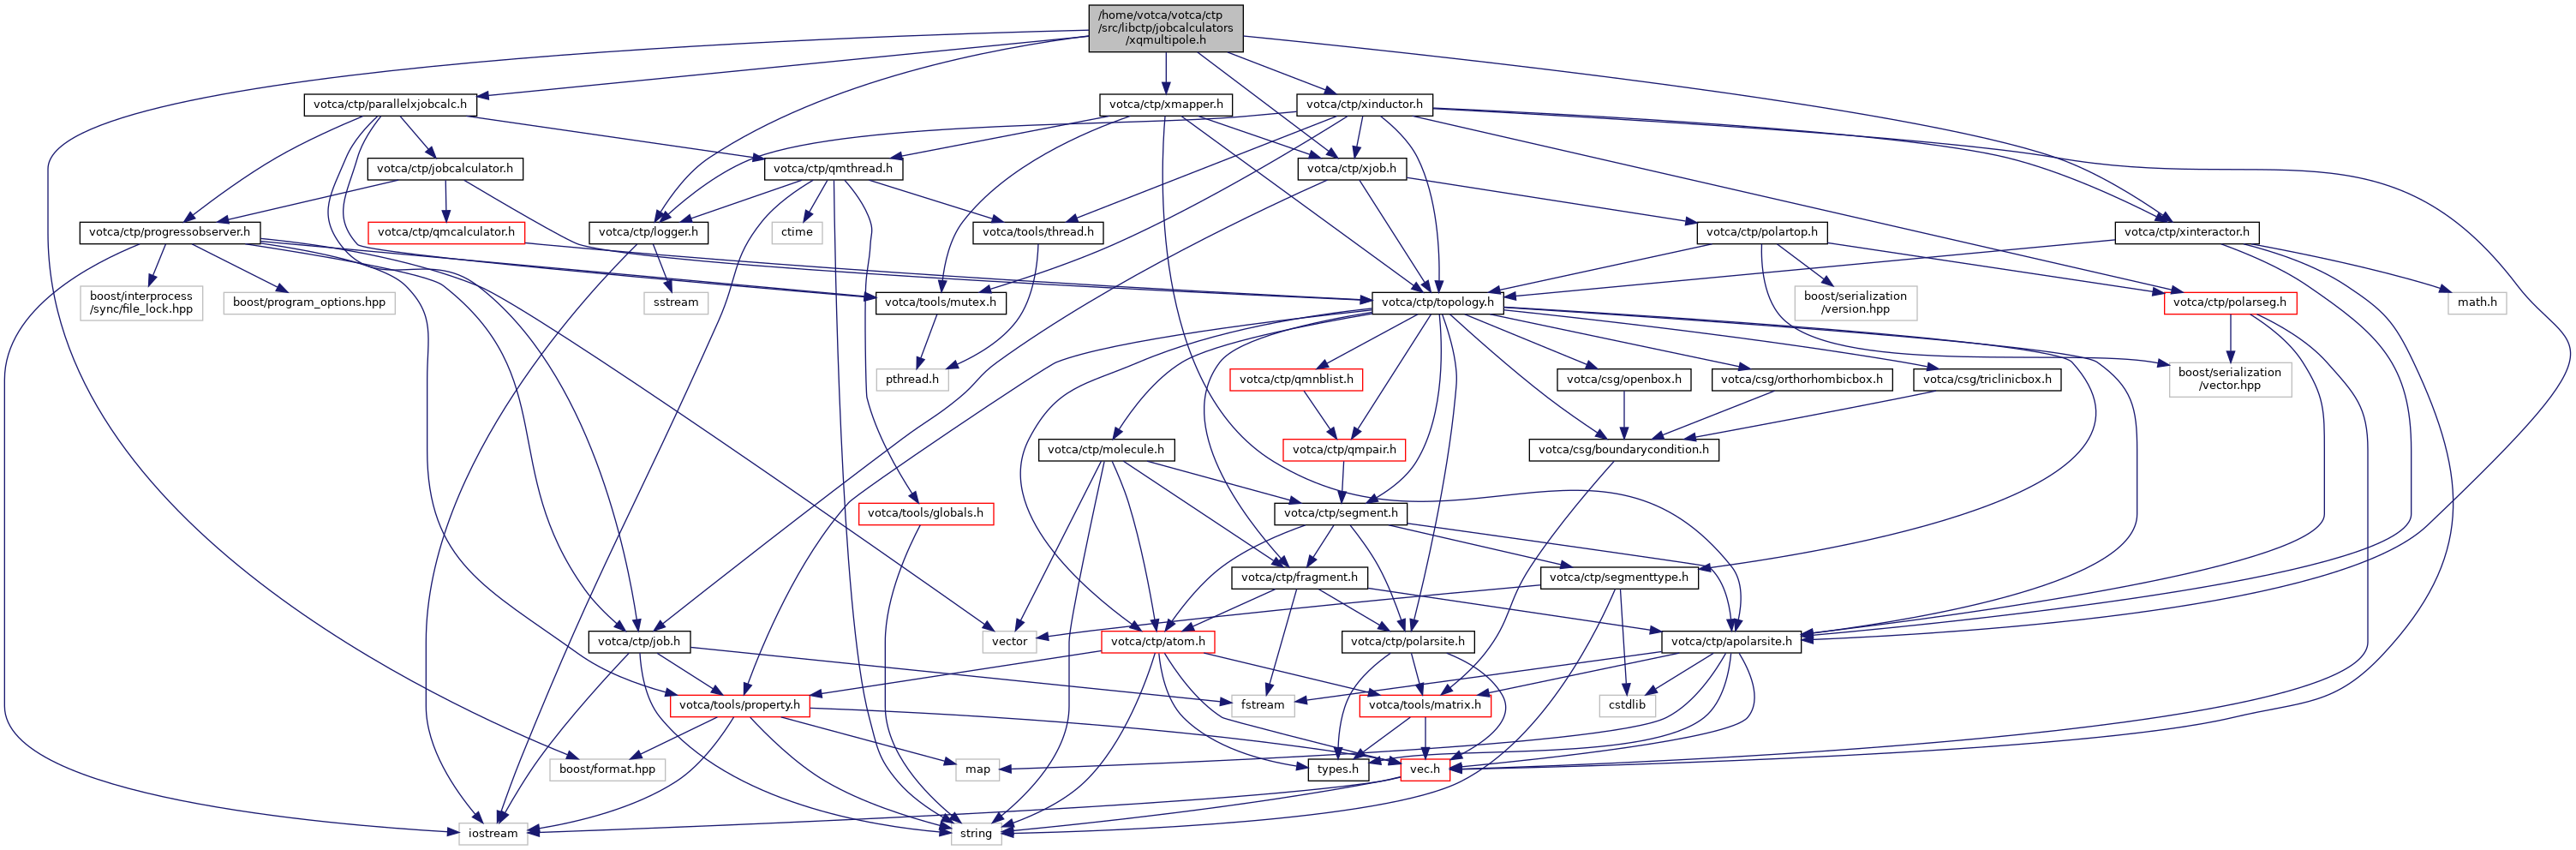 /home/votca/votca/ctp
/src/libctp/jobcalculators
/xqmultipole.h
votca/ctp/parallelxjobcalc.h
votca/ctp/xmapper.h
votca/ctp/xinductor.h
votca/ctp/jobcalculator.h
votca/ctp/qmthread.h
votca/ctp/xjob.h
votca/ctp/progressobserver.h
votca/ctp/qmcalculator.h
votca/ctp/logger.h
ctime
votca/tools/thread.h
votca/ctp/polartop.h
votca/ctp/xinteractor.h
boost/interprocess
/sync/file_lock.hpp
boost/program_options.hpp
sstream
votca/tools/mutex.h
votca/ctp/topology.h
boost/serialization
/version.hpp
votca/ctp/polarseg.h
math.h
pthread.h
votca/ctp/qmnblist.h
votca/csg/openbox.h
votca/csg/orthorhombicbox.h
votca/csg/triclinicbox.h
boost/serialization
/vector.hpp
votca/ctp/molecule.h
votca/ctp/qmpair.h
votca/csg/boundarycondition.h
votca/tools/globals.h
votca/ctp/segment.h
votca/ctp/fragment.h
votca/ctp/segmenttype.h
votca/ctp/job.h
vector
votca/ctp/atom.h
votca/ctp/polarsite.h
votca/ctp/apolarsite.h
votca/tools/property.h
fstream
votca/tools/matrix.h
cstdlib
boost/format.hpp
map
types.h
vec.h
iostream
string